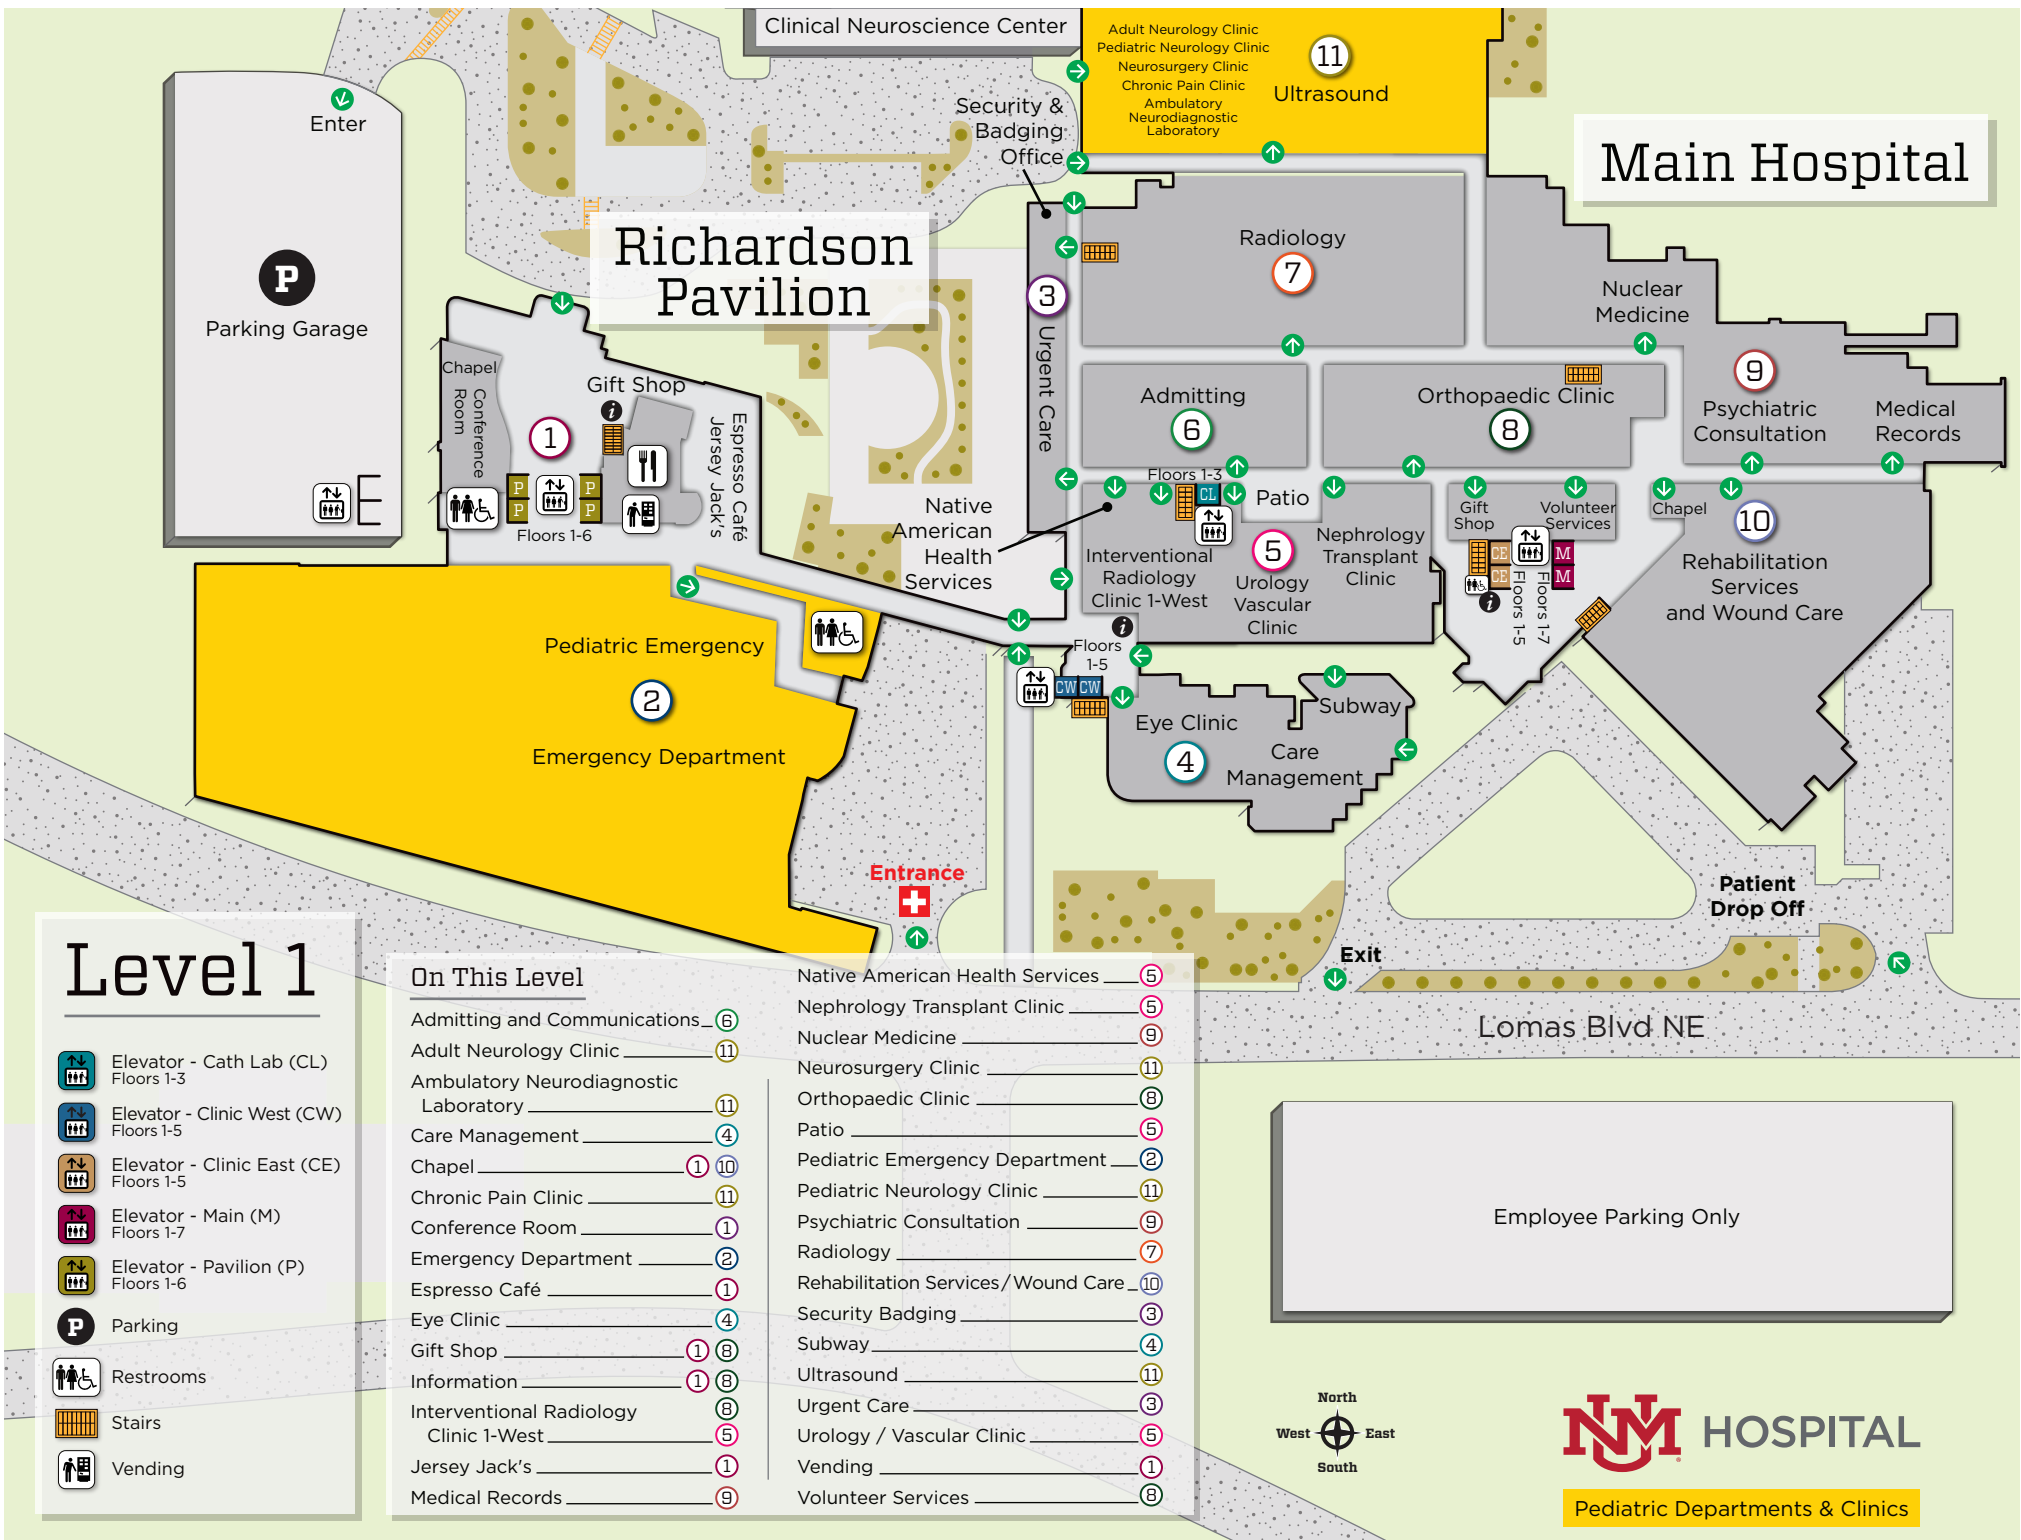 Clinical Neuroscience Center
Adult Neurology Clinic
Pediatric Neurology Clinic
Neurosurgery Clinic
Chronic Pain Clinic
Ambulatory
Neurodiagnostic
Laboratory
11
Ultrasound
Enter
Security &
Badging
Office
Main Hospital
Richardson
Pavilion
P
Parking Garage
Radiology
7
3
Urgent Care
Nuclear
Medicine
9
Psychiatric
Consultation
Medical
Records
Chapel
Conference
Room
Gift Shop
i
1
Espresso Café
Jersey Jack's
P
P
P
P
Floors 1-6
E
Admitting
6
Orthopaedic Clinic
8
Floors 1-3
CL
Patio
Native
American
Health
Services
Interventional
Radiology
Clinic 1-West
5
Urology
Vascular
Clinic
Nephrology
Transplant
Clinic
Gift
Shop
Volunteer
Services
CE
CE
M
M
Floors 1-5
Floors 1-7
i
Chapel
10
Rehabilitation
Services
and Wound Care
Pediatric Emergency
2
Emergency Department
i
Floors
1-5
CW
CW
Eye Clinic
4
Subway
Care
Management
Entrance
Patient
Drop Off
Exit
Lomas Blvd NE
Employee Parking Only
Level 1
Elevator - Cath Lab (CL)
Floors 1-3
Elevator - Clinic West (CW)
Floors 1-5
Elevator - Clinic East (CE)
Floors 1-5
Elevator - Main (M)
Floors 1-7
Elevator - Pavilion (P)
Floors 1-6
P Parking
Restrooms
Stairs
Vending
On This Level
Admitting and Communications 6
Adult Neurology Clinic 11
Ambulatory Neurodiagnostic
Laboratory 11
Care Management 4
Chapel 1 10
Chronic Pain Clinic 11
Conference Room 1
Emergency Department 2
Espresso Café 1
Eye Clinic 4
Gift Shop 1 8
Information 1 8
Interventional Radiology 8
Clinic 1-West 5
Jersey Jack's 1
Medical Records 9
Native American Health Services 5
Nephrology Transplant Clinic 5
Nuclear Medicine 9
Neurosurgery Clinic 11
Orthopaedic Clinic 8
Patio 5
Pediatric Emergency Department 2
Pediatric Neurology Clinic 11
Psychiatric Consultation 9
Radiology 7
Rehabilitation Services/Wound Care 10
Security Badging 3
Subway 4
Ultrasound 11
Urgent Care 3
Urology / Vascular Clinic 5
Vending 1
Volunteer Services 8
North
West East
South
UNM HOSPITAL
Pediatric Departments & Clinics